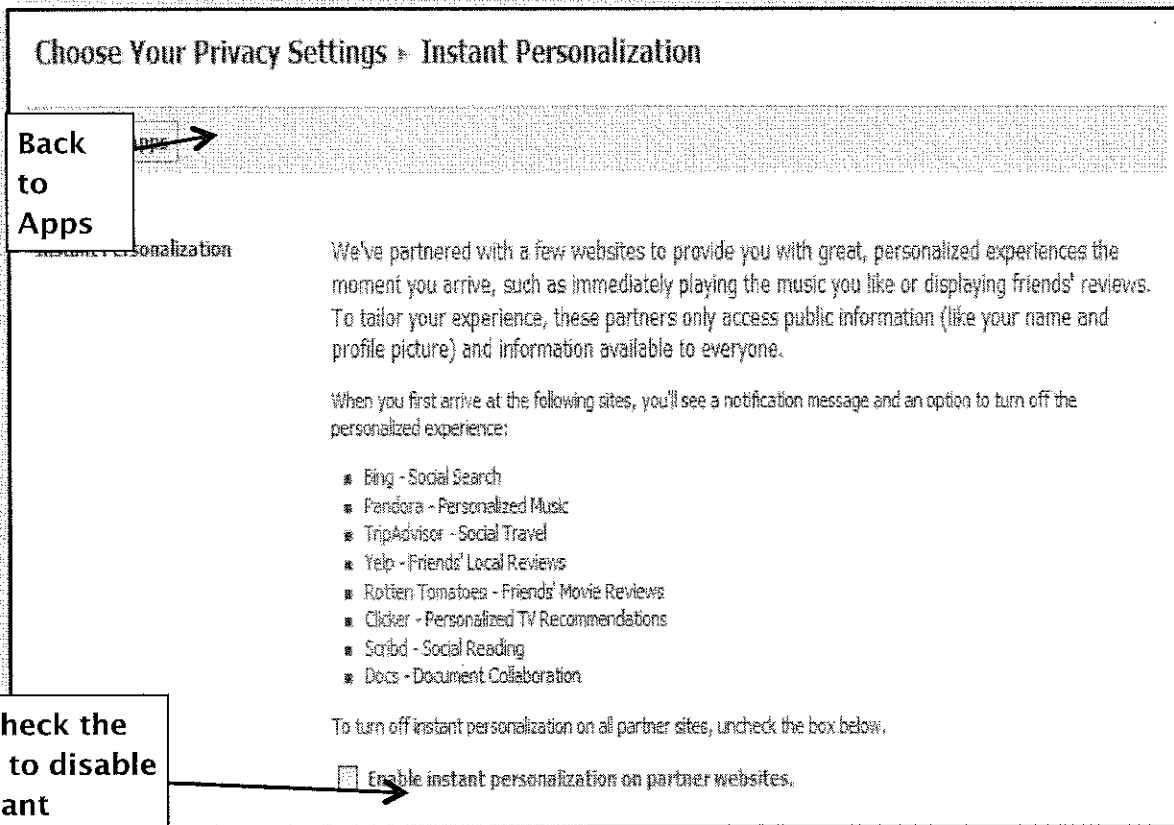 Choose Your Privacy Settings ▸ Instant Personalization
Back
to
Apps
Instant Personalization
We've partnered with a few websites to provide you with great, personalized experiences the
moment you arrive, such as immediately playing the music you like or displaying friends' reviews.
To tailor your experience, these partners only access public information (like your name and
profile picture) and information available to everyone.
When you first arrive at the following sites, you'll see a notification message and an option to turn off the
personalized experience:
Bing - Social Search
Pandora - Personalized Music
TripAdvisor - Social Travel
Yelp - Friends' Local Reviews
Rotten Tomatoes - Friends' Movie Reviews
Clicker - Personalized TV Recommendations
Scribd - Social Reading
Docs - Document Collaboration
To turn off instant personalization on all partner sites, uncheck the box below.
heck the
to disable
ant
Enable instant personalization on partner websites.